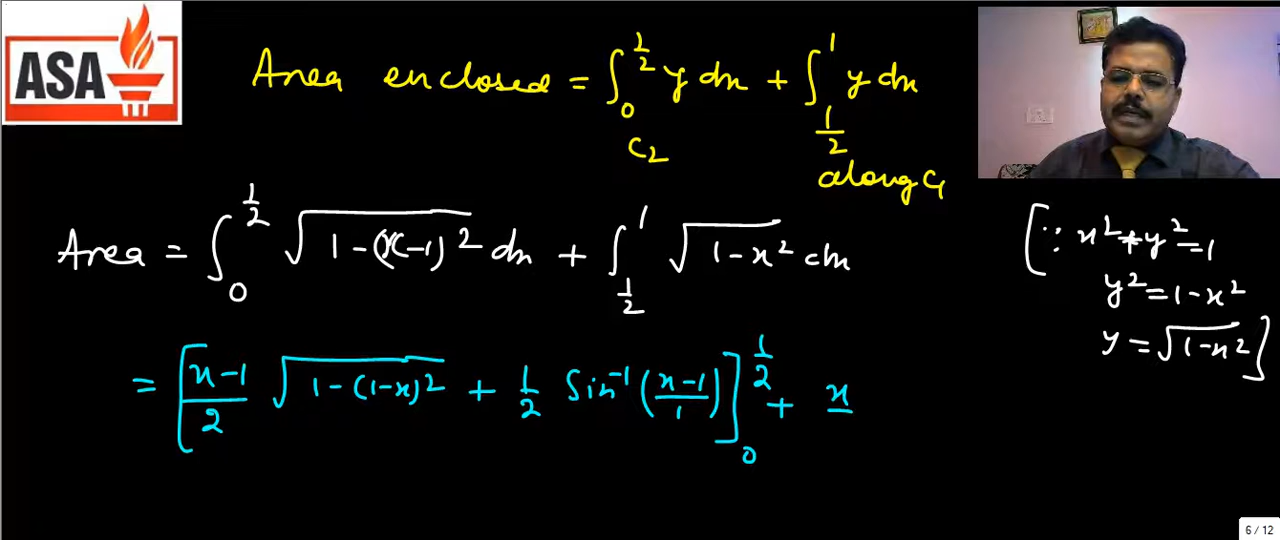 ASA
Area enclosed = ∫₀^{1/2} y dx + ∫_{1/2}^{1} y dx
C₂
along C₁
Area = ∫₀^{1/2} √(1-(x-1)²) dx + ∫_{1/2}^{1} √(1-x²) dx
[∵ x²+y²=1
y²=1-x²
y=√(1-x²)]
= [(x-1)/2 √(1-(1-x)²) + 1/2 Sin⁻¹((x-1)/1)]₀^{1/2} + x
6 / 12